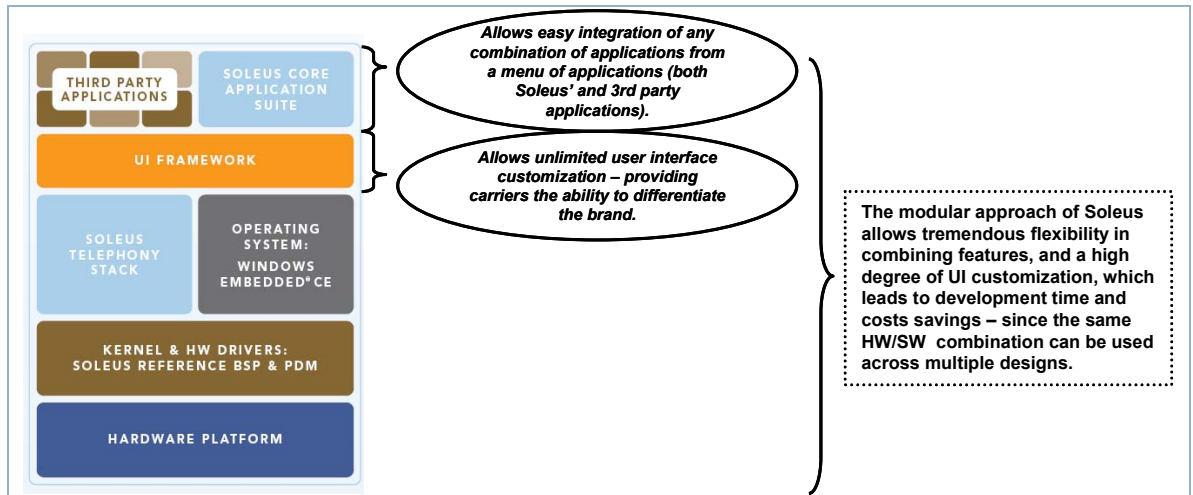 THIRD PARTY
APPLICATIONS
SOLEUS CORE
APPLICATION
SUITE
UI FRAMEWORK
SOLEUS
TELEPHONY
STACK
OPERATING
SYSTEM:
WINDOWS
EMBEDDED® CE
KERNEL & HW DRIVERS:
SOLEUS REFERENCE BSP & PDM
HARDWARE PLATFORM
Allows easy integration of any
combination of applications from
a menu of applications (both
Soleus' and 3rd party
applications).
Allows unlimited user interface
customization – providing
carriers the ability to differentiate
the brand.
The modular approach of Soleus
allows tremendous flexibility in
combining features, and a high
degree of UI customization, which
leads to development time and
costs savings – since the same
HW/SW combination can be used
across multiple designs.